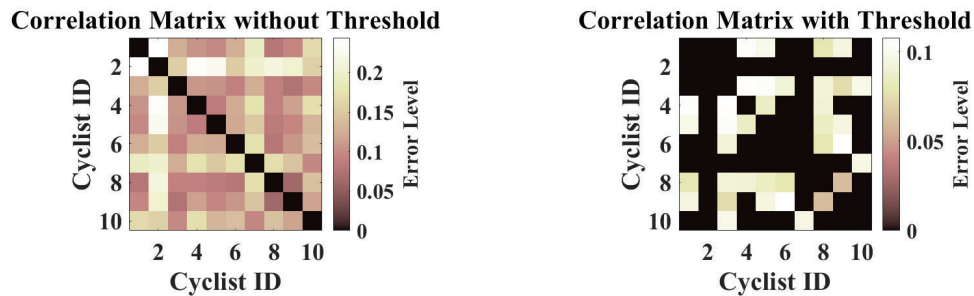 Correlation Matrix without Threshold
2
4
6
8
10
Cyclist ID
2 4 6 8 10
Cyclist ID
0.2
0.15
0.1
0.05
0
Error Level
Correlation Matrix with Threshold
2
4
6
8
10
Cyclist ID
2 4 6 8 10
Cyclist ID
0.1
0.05
0
Error Level